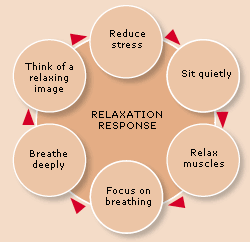 Reduce
stress
Sit quietly
Relax
muscles
Focus on
breathing
Breathe
deeply
Think of a
relaxing
image
RELAXATION
RESPONSE